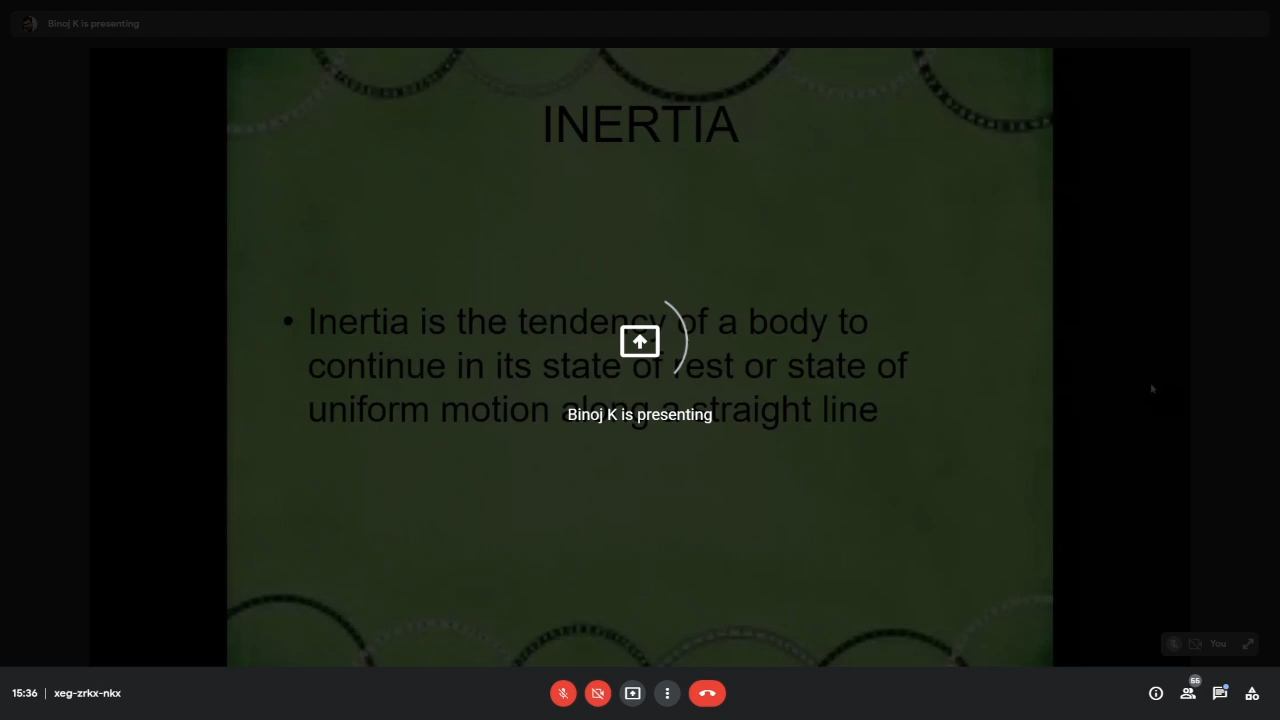 Binoj K is presenting
INERTIA
• Inertia is the tendency of a body to
continue in its state of rest or state of
uniform motion along a straight line
Binoj K is presenting
You
15:36 | xeg-zrkx-nkx
55